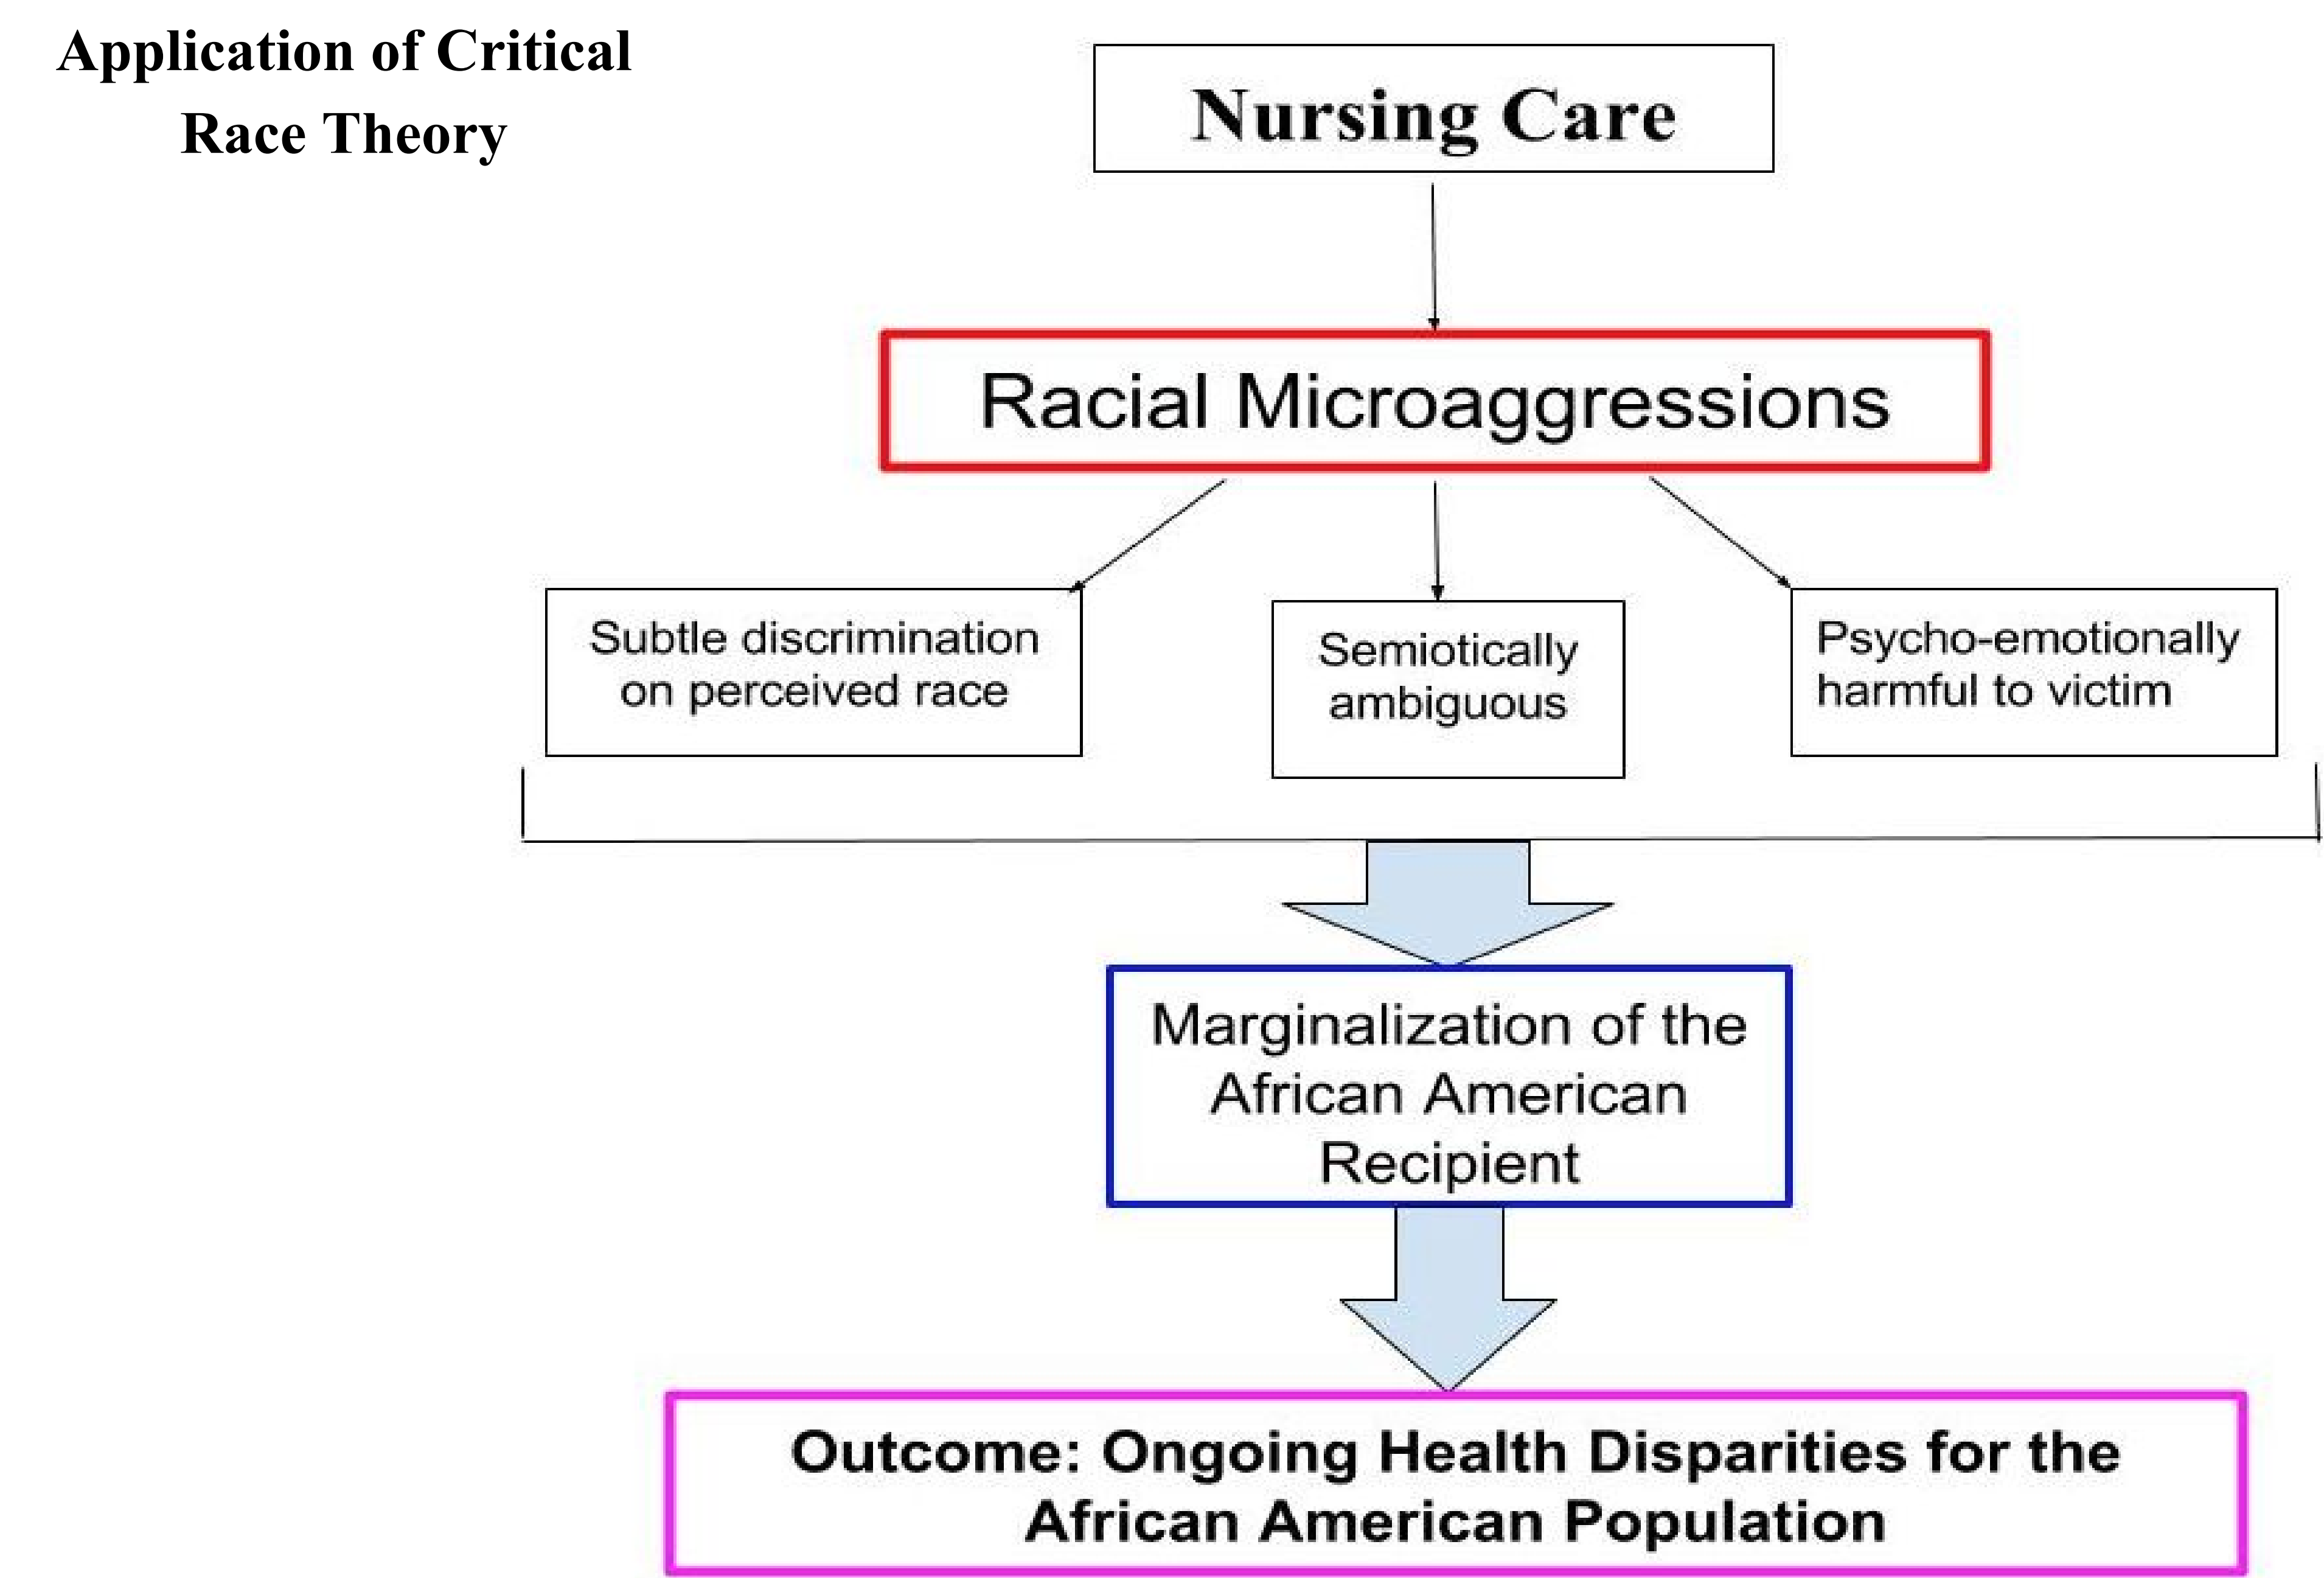 Application of Critical
Race Theory
Nursing Care
Racial Microaggressions
Subtle discrimination
on perceived race
Semiotically
ambiguous
Psycho-emotionally
harmful to victim
Marginalization of the
African American
Recipient
Outcome: Ongoing Health Disparities for the
African American Population